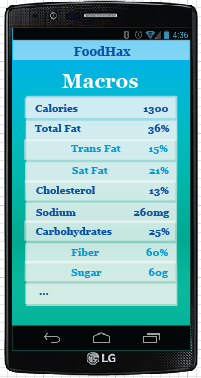 4:36
FoodHax
Macros
Calories 1300
Total Fat 36%
Trans Fat 15%
Sat Fat 21%
Cholesterol 13%
Sodium 260mg
Carbohydrates 25%
Fiber 60%
Sugar 60g
...
LG